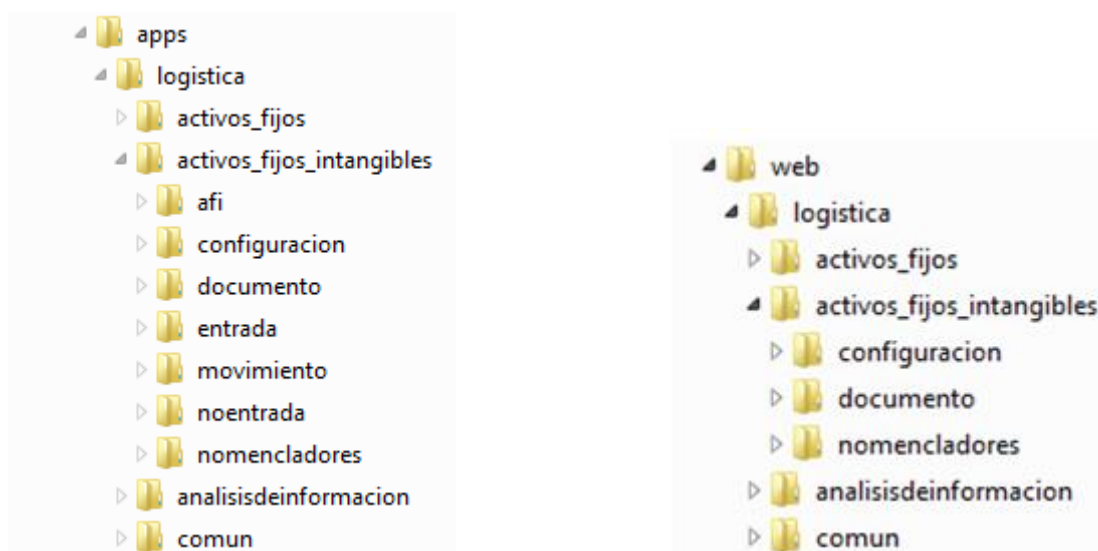 apps
logistica
activos_fijos
activos_fijos_intangibles
afi
configuracion
documento
entrada
movimiento
noentrada
nomencladores
analisisdeinformacion
comun
web
logistica
activos_fijos
activos_fijos_intangibles
configuracion
documento
nomencladores
analisisdeinformacion
comun